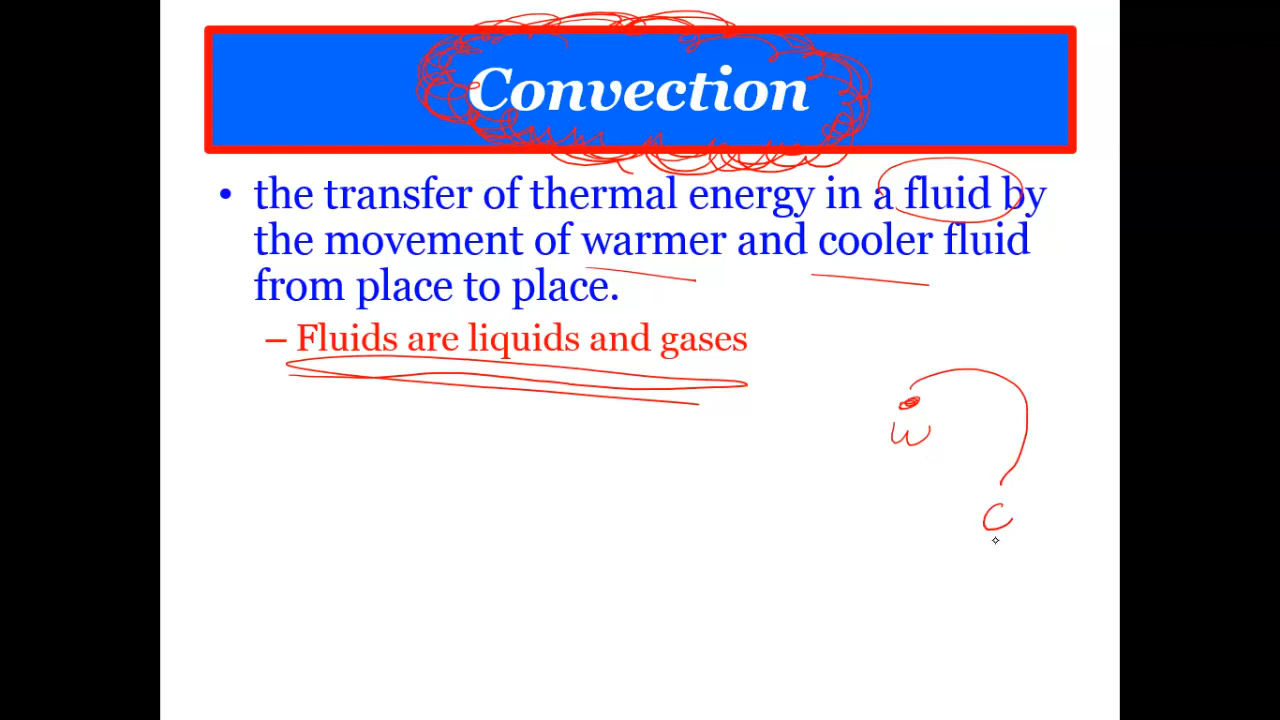 Convection
• the transfer of thermal energy in a fluid by
the movement of warmer and cooler fluid
from place to place.
– Fluids are liquids and gases
W
C